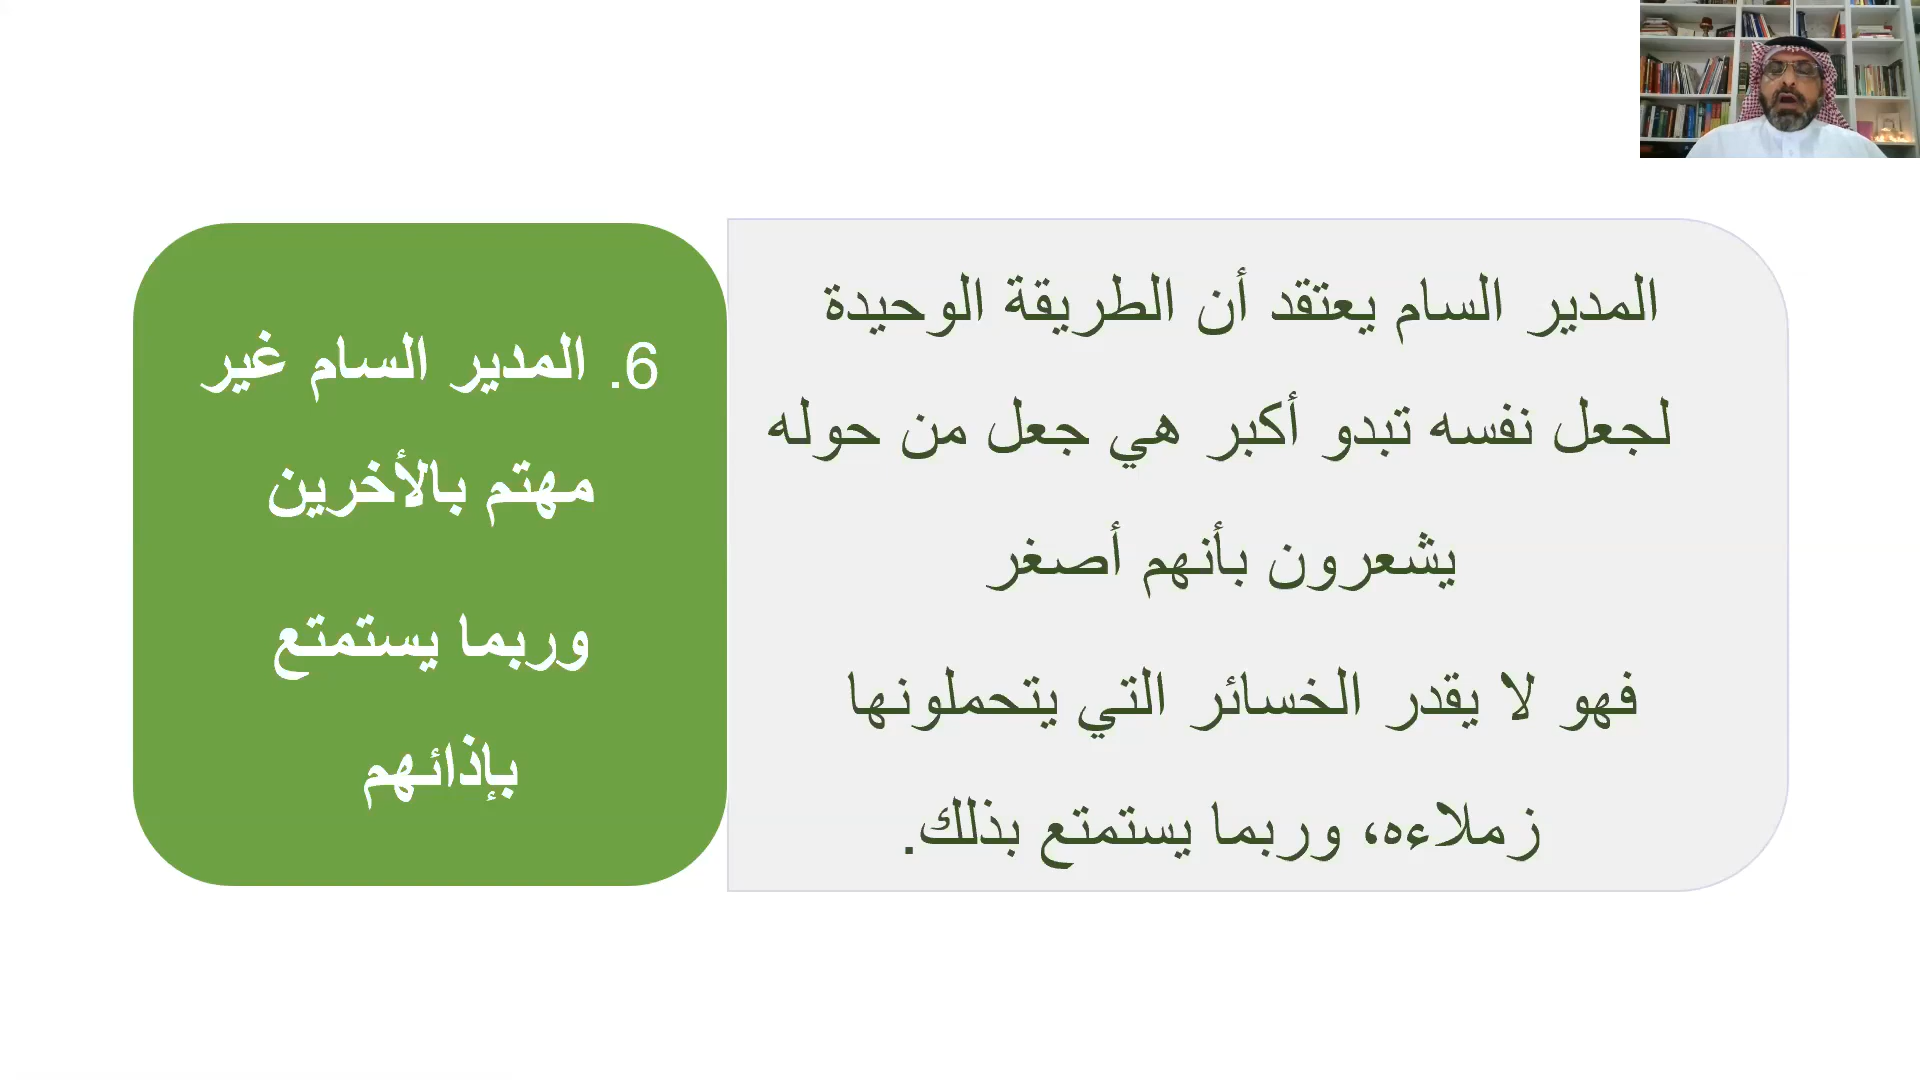 6. المدير السام غير
مهتم بالأخرين
وربما يستمتع
بإذائهم
المدير السام يعتقد أن الطريقة الوحيدة
لجعل نفسه تبدو أكبر هي جعل من حوله
يشعرون بأنهم أصغر
فهو لا يقدر الخسائر التي يتحملونها
زملاءه، وربما يستمتع بذلك.